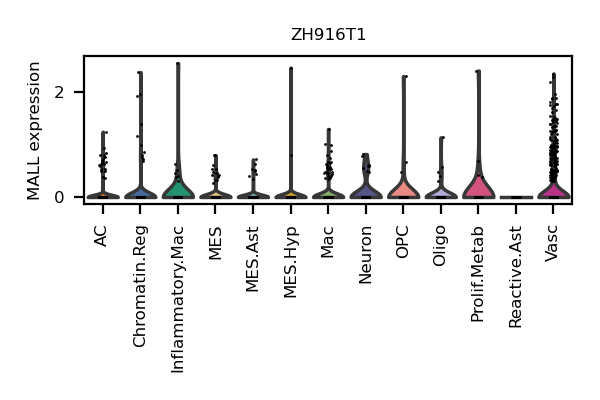 ZH916T1
MALL expression
2
0
AC
Chromatin.Reg
Inflammatory.Mac
MES
MES.Ast
MES.Hyp
Mac
Neuron
OPC
Oligo
Prolif.Metab
Reactive.Ast
Vasc